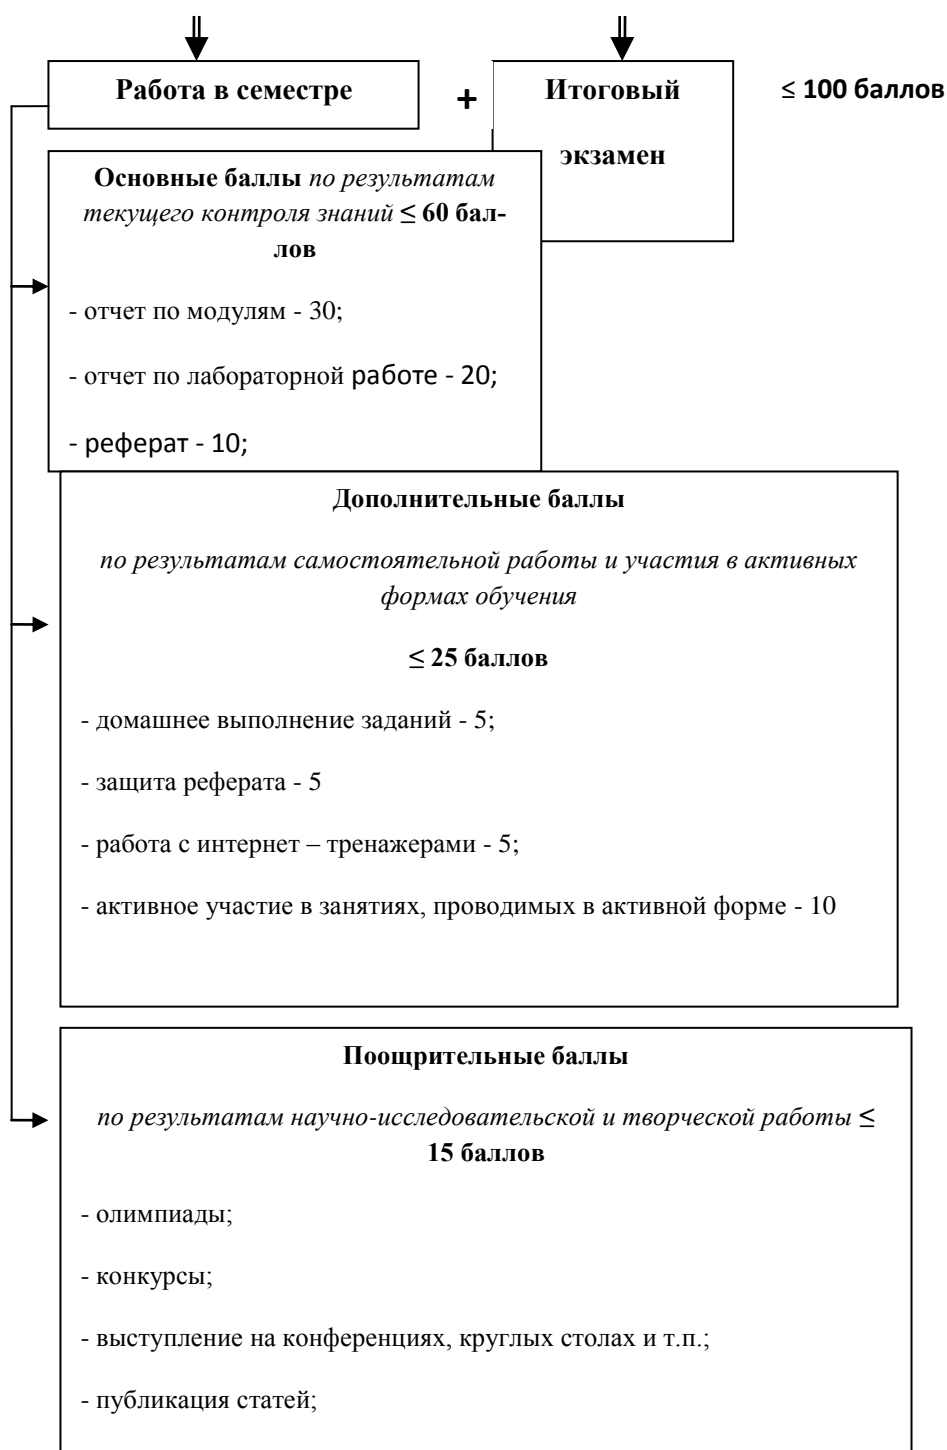 Работа в семестре
+
Итоговый
экзамен
≤ 100 баллов
Основные баллы по результатам
текущего контроля знаний ≤ 60 бал-
лов
- отчет по модулям - 30;
- отчет по лабораторной работе - 20;
- реферат - 10;
Дополнительные баллы
по результатам самостоятельной работы и участия в активных
формах обучения
≤ 25 баллов
- домашнее выполнение заданий - 5;
- защита реферата - 5
- работа с интернет – тренажерами - 5;
- активное участие в занятиях, проводимых в активной форме - 10
Поощрительные баллы
по результатам научно-исследовательской и творческой работы ≤
15 баллов
- олимпиады;
- конкурсы;
- выступление на конференциях, круглых столах и т.п.;
- публикация статей;